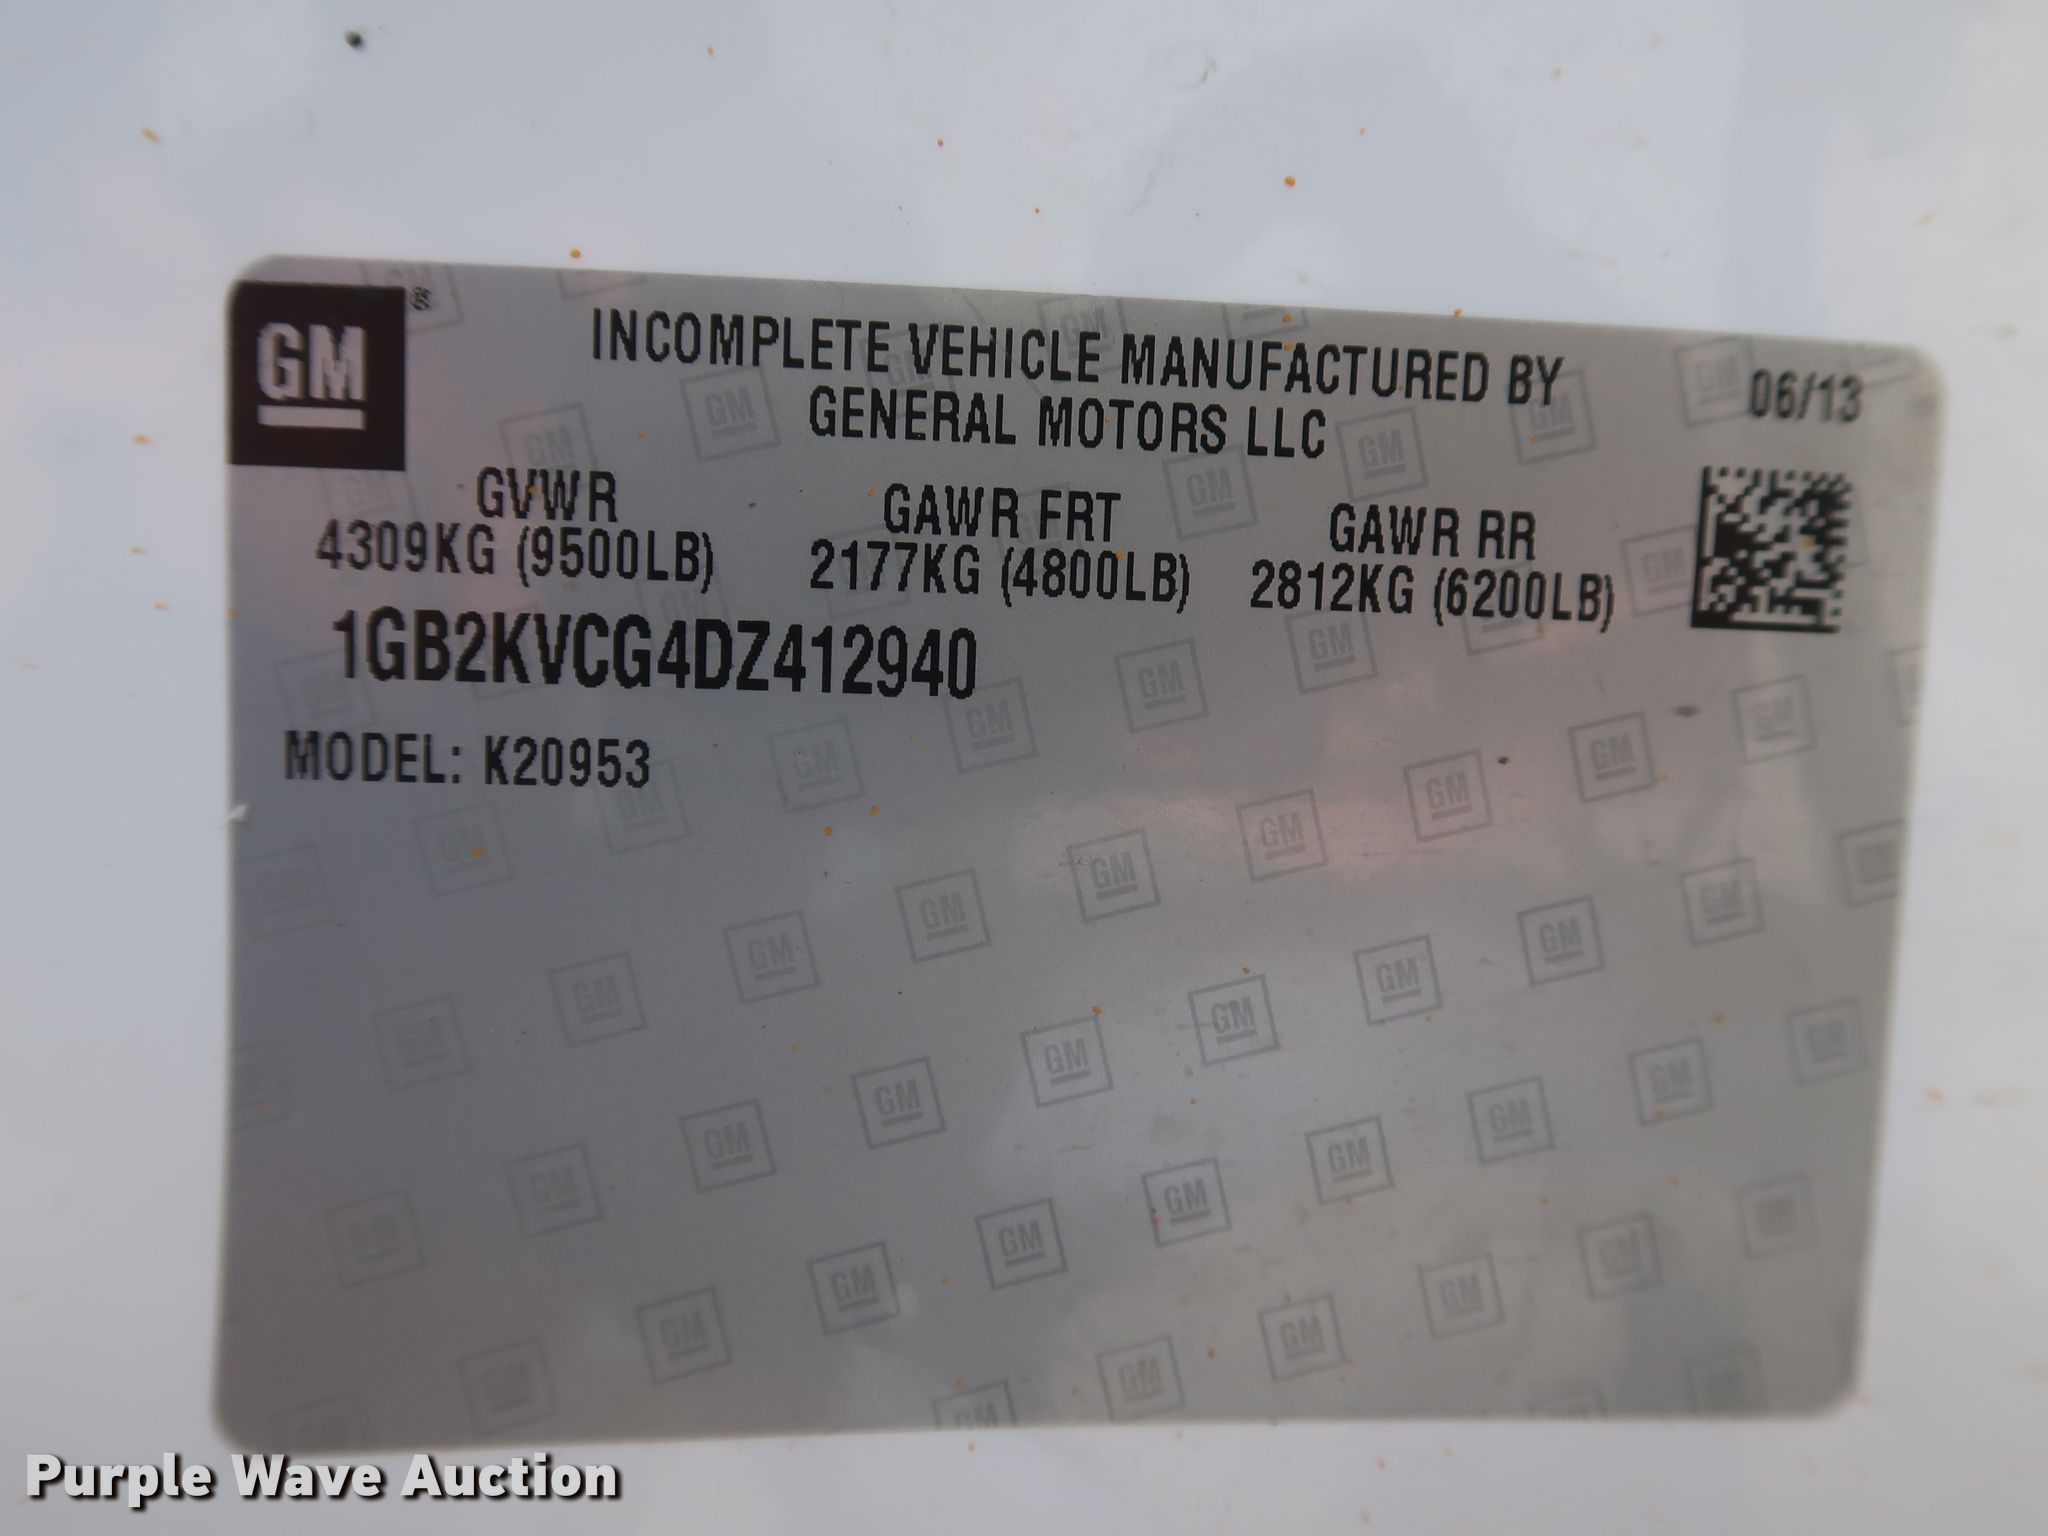 GM ®
INCOMPLETE VEHICLE MANUFACTURED BY
GENERAL MOTORS LLC
06/13
GVWR
4309KG (9500LB)
GAWR FRT
2177KG (4800LB)
GAWR RR
2812KG (6200LB)
1GB2KVCG4DZ412940
MODEL: K20953
Purple Wave Auction